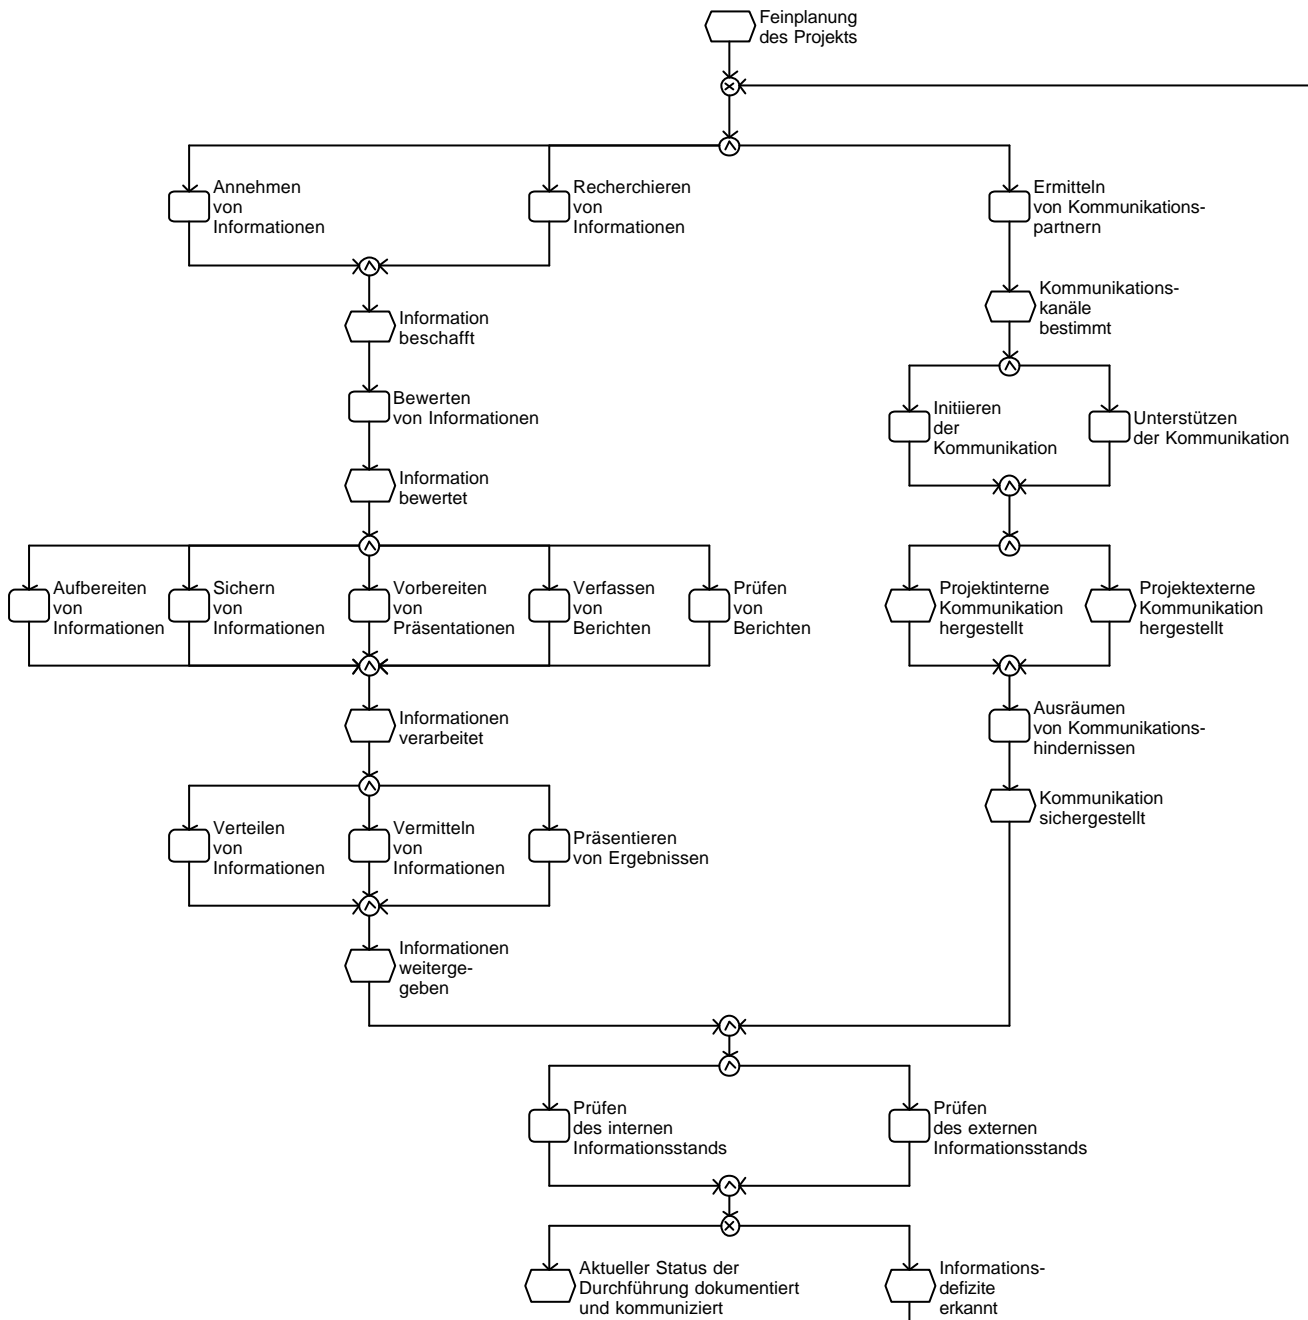 Feinplanung
des Projekts
Annehmen
von
Informationen
Recherchieren
von
Informationen
Ermitteln
von Kommunikations-
partnern
Information
beschafft
Kommunikations-
kanäle
bestimmt
Bewerten
von Informationen
Initiieren
der
Kommunikation
Unterstützen
der Kommunikation
Information
bewertet
Aufbereiten
von
Informationen
Sichern
von
Informationen
Vorbereiten
von
Präsentationen
Verfassen
von
Berichten
Prüfen
von
Berichten
Projektinterne
Kommunikation
hergestellt
Projektexterne
Kommunikation
hergestellt
Informationen
verarbeitet
Ausräumen
von Kommunikations-
hindernissen
Verteilen
von
Informationen
Vermitteln
von
Informationen
Präsentieren
von Ergebnissen
Kommunikation
sichergestellt
Informationen
weiterge-
geben
Prüfen
des internen
Informationsstands
Prüfen
des externen
Informationsstands
Aktueller Status der
Durchführung dokumentiert
und kommuniziert
Informations-
defizite
erkannt